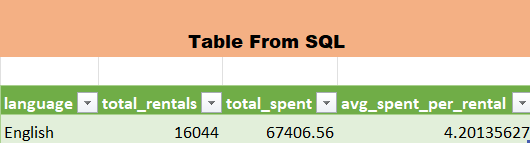 Table From SQL
language total_rentals total_spent avg_spent_per_rental
English 16044 67406.56 4.20135627